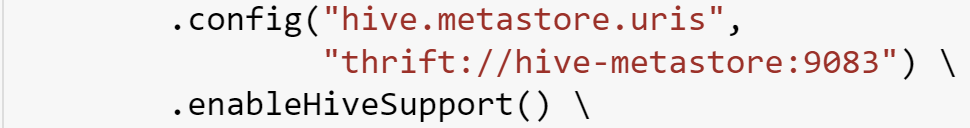 .config("hive.metastore.uris",
"thrift://hive-metastore:9083") \
.enableHiveSupport() \